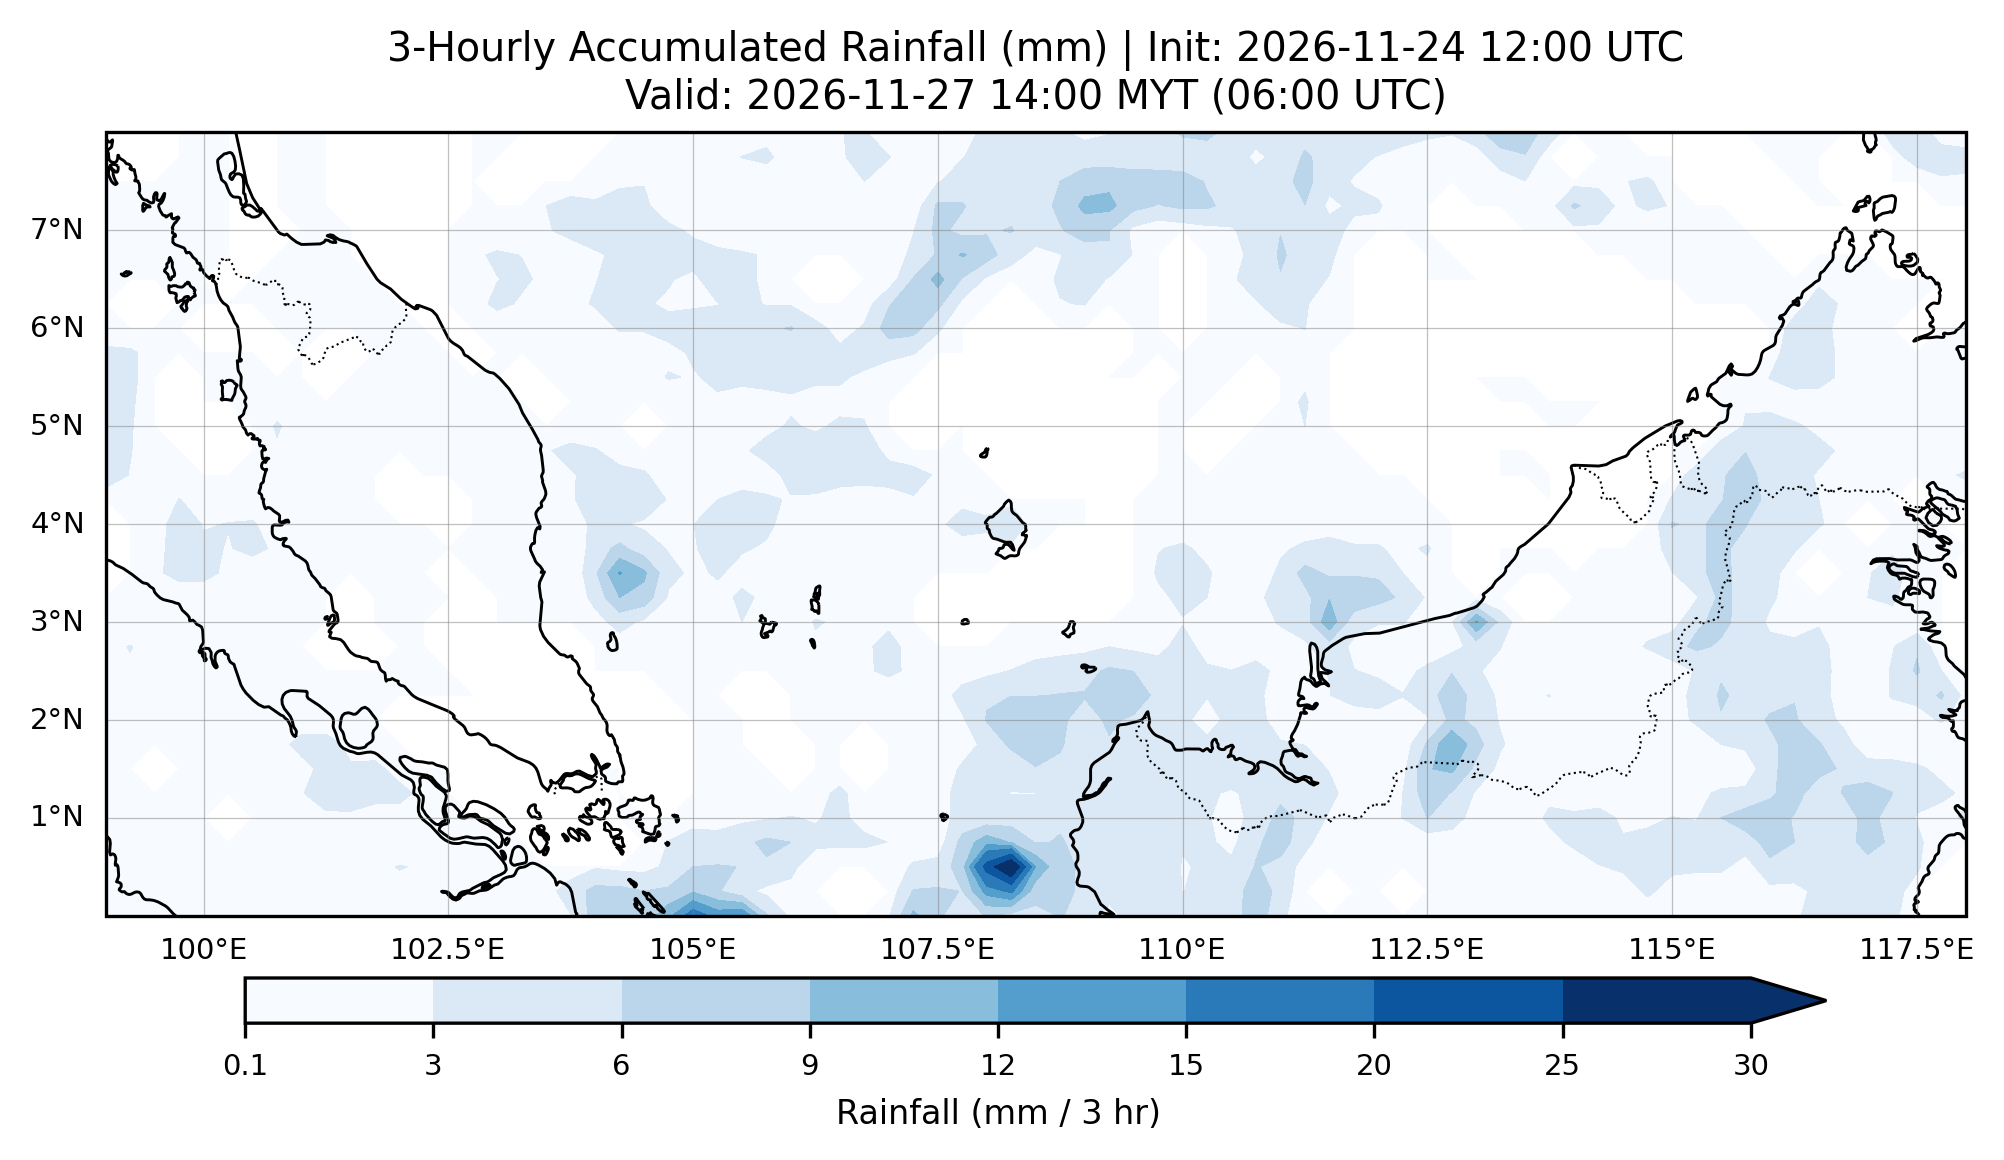 3-Hourly Accumulated Rainfall (mm) | Init: 2026-11-24 12:00 UTC
Valid: 2026-11-27 14:00 MYT (06:00 UTC)
7°N
6°N
5°N
4°N
3°N
2°N
1°N
100°E 102.5°E 105°E 107.5°E 110°E 112.5°E 115°E 117.5°E
0.1 3 6 9 12 15 20 25 30
Rainfall (mm / 3 hr)